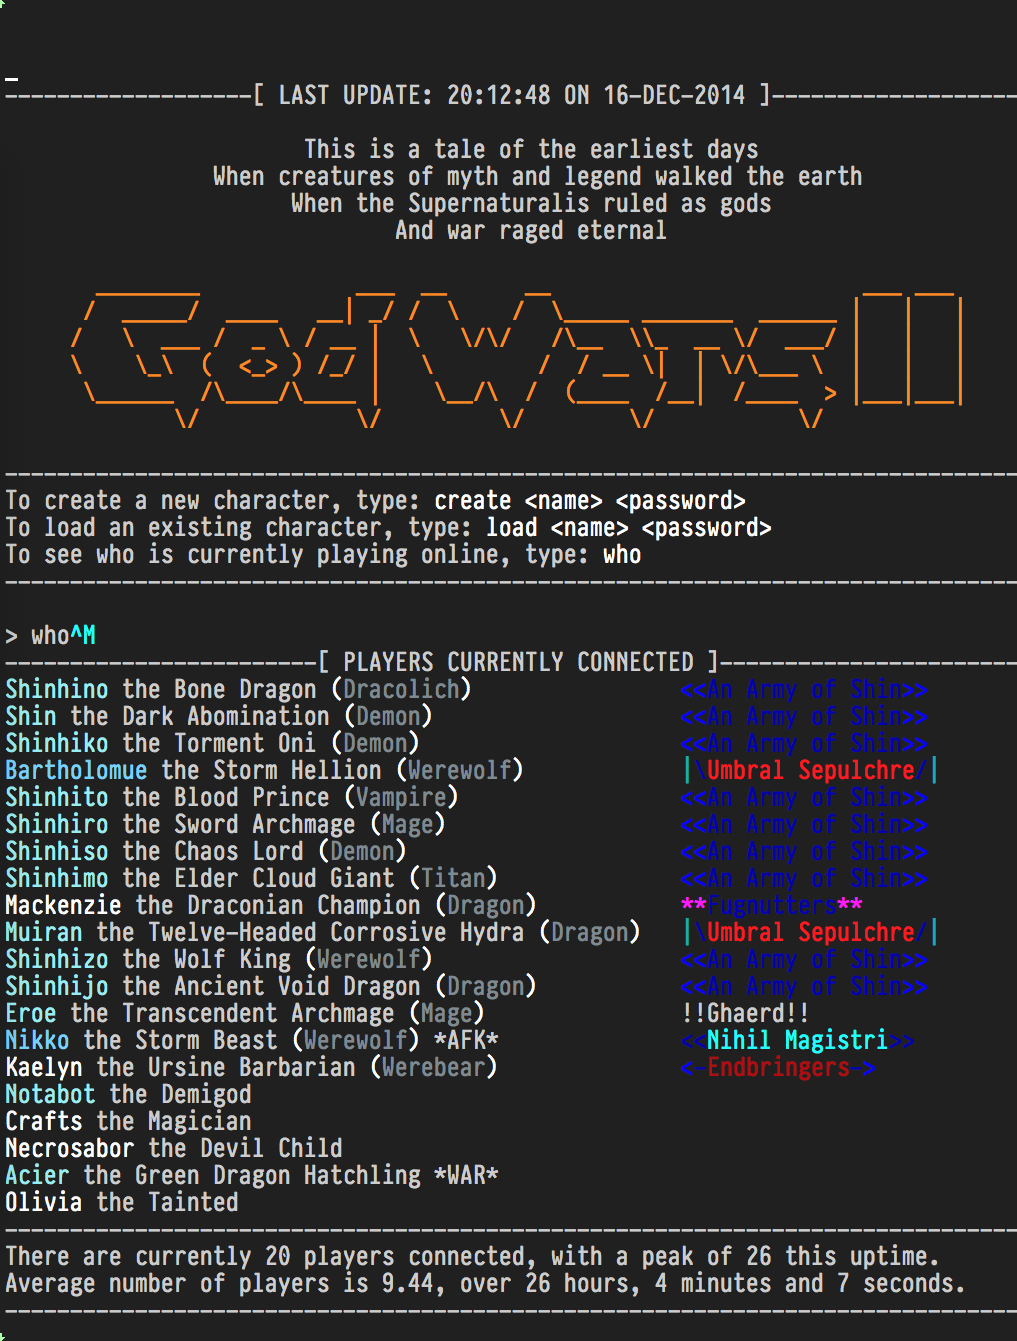 [ LAST UPDATE: 20:12:48 ON 16-DEC-2014 ]
This is a tale of the earliest days
When creatures of myth and legend walked the earth
When the Supernaturalis ruled as gods
And war raged eternal
God Wars II
To create a new character, type: create <name> <password>
To load an existing character, type: load <name> <password>
To see who is currently playing online, type: who
> who^M
[ PLAYERS CURRENTLY CONNECTED ]
Shinhino the Bone Dragon (Dracolich) <<An Army of Shin>>
Shin the Dark Abomination (Demon) <<An Army of Shin>>
Shinhiko the Torment Oni (Demon) <<An Army of Shin>>
Bartholomue the Storm Hellion (Werewolf) |\Umbral Sepulchre/|
Shinhito the Blood Prince (Vampire) <<An Army of Shin>>
Shinhiro the Sword Archmage (Mage) <<An Army of Shin>>
Shinhiso the Chaos Lord (Demon) <<An Army of Shin>>
Shinhimo the Elder Cloud Giant (Titan) <<An Army of Shin>>
Mackenzie the Draconian Champion (Dragon) **Fugnutters**
Muiran the Twelve-Headed Corrosive Hydra (Dragon) |\Umbral Sepulchre/|
Shinhizo the Wolf King (Werewolf) <<An Army of Shin>>
Shinhijo the Ancient Void Dragon (Dragon) <<An Army of Shin>>
Eroe the Transcendent Archmage (Mage) !!Ghaerd!!
Nikko the Storm Beast (Werewolf) *AFK* <<Nihil Magistri>>
Kaelyn the Ursine Barbarian (Werebear) <-Endbringers->
Notabot the Demigod
Crafts the Magician
Necrosabor the Devil Child
Acier the Green Dragon Hatchling *WAR*
Olivia the Tainted
There are currently 20 players connected, with a peak of 26 this uptime.
Average number of players is 9.44, over 26 hours, 4 minutes and 7 seconds.